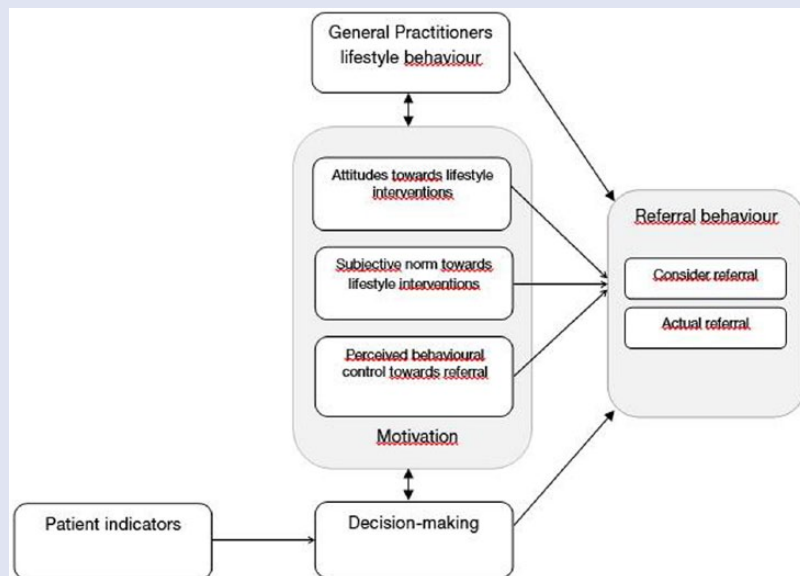 General Practitioners
lifestyle behaviour
Attitudes towards lifestyle
interventions
Subjective norm towards
lifestyle interventions
Perceived behavioural
control towards referral
Motivation
Referral behaviour
Consider referral
Actual referral
Patient indicators
Decision-making